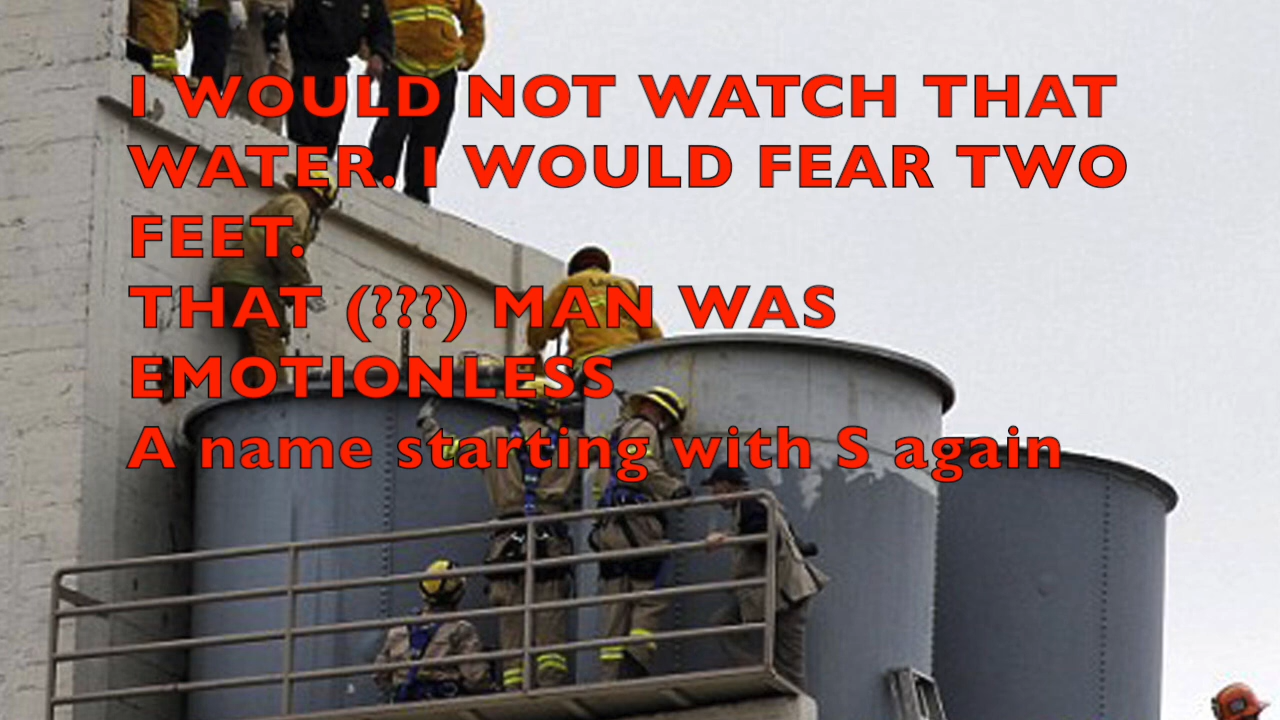 I WOULD NOT WATCH THAT
WATER. I WOULD FEAR TWO
FEET.
THAT (???) MAN WAS
EMOTIONLESS
A name starting with S again